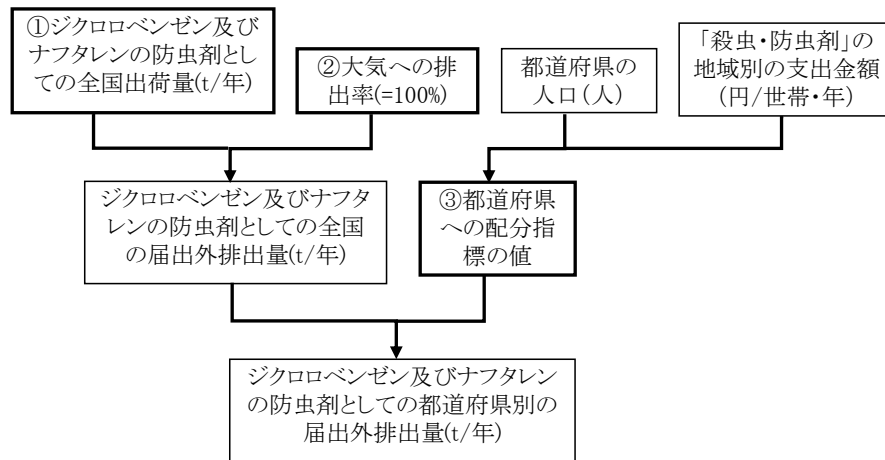 ①ジクロロベンゼン及び
ナフタレンの防虫剤とし
ての全国出荷量(t/年)
②大気への排
出率(=100%)
都道府県の
人口(人)
「殺虫・防虫剤」の
地域別の支出金額
(円/世帯・年)
ジクロロベンゼン及びナフタ
レンの防虫剤としての全国
の届出外排出量(t/年)
③都道府県
への配分指
標の値
ジクロロベンゼン及びナフタレン
の防虫剤としての都道府県別の
届出外排出量(t/年)